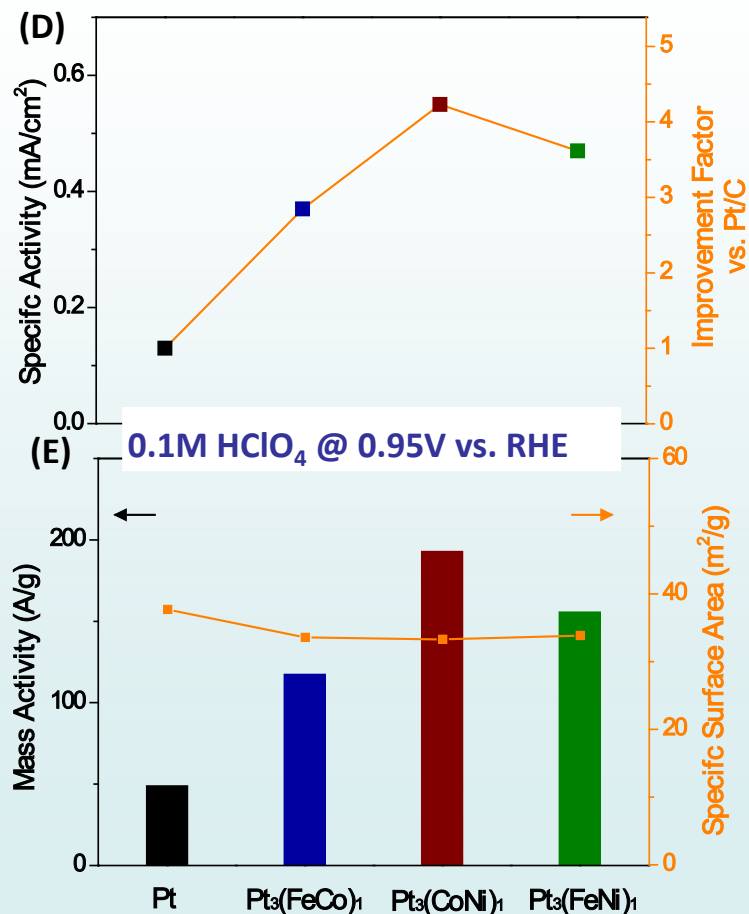 (D)
Specifc Activity (mA/cm²)
0.6
0.4
0.2
0.0
5
4
3
2
1
0
Improvement Factor
vs. Pt/C
(E)
0.1M HClO₄ @ 0.95V vs. RHE
Mass Activity (A/g)
200
100
0
60
40
20
0
Specifc Surface Area (m²/g)
Pt
Pt₃(FeCo)₁
Pt₃(CoNi)₁
Pt₃(FeNi)₁